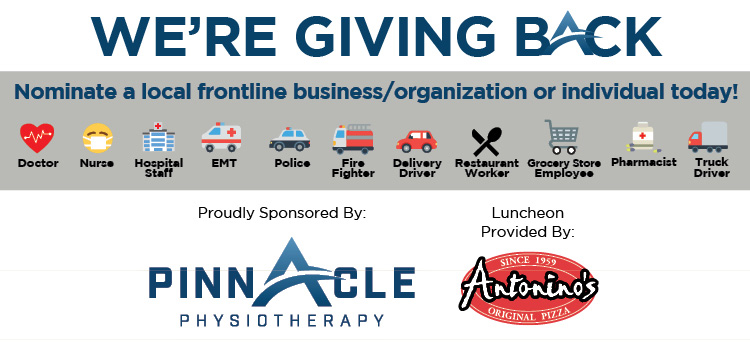 WE'RE GIVING BACK
Nominate a local frontline business/organization or individual today!
Doctor
Nurse
Hospital
Staff
EMT
Police
Fire
Fighter
Delivery
Driver
Restaurant
Worker
Grocery Store
Employee
Pharmacist
Truck
Driver
Proudly Sponsored By:
PINNACLE
PHYSIOTHERAPY
Luncheon
Provided By:
SINCE 1959
Antonino's
ORIGINAL PIZZA